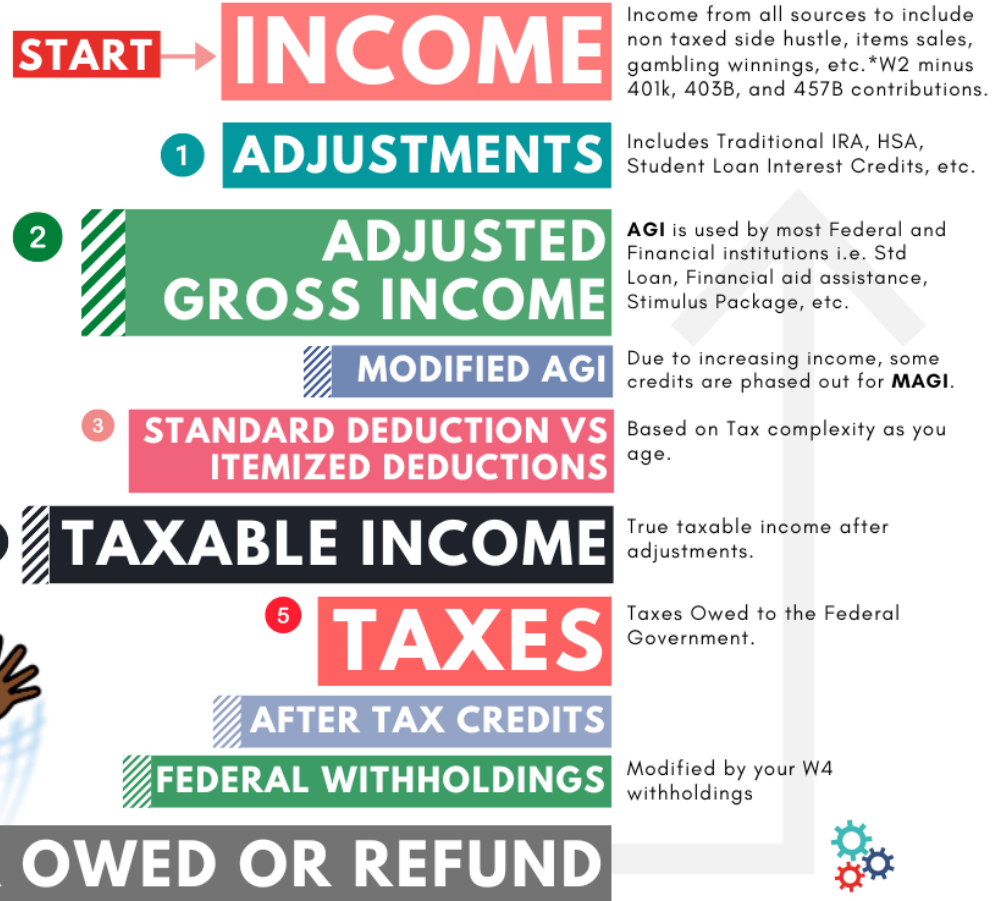 START
INCOME
Income from all sources to include
non taxed side hustle, items sales,
gambling winnings, etc.*W2 minus
401k, 403B, and 457B contributions.
1
ADJUSTMENTS
Includes Traditional IRA, HSA,
Student Loan Interest Credits, etc.
2
ADJUSTED
GROSS INCOME
AGI is used by most Federal and
Financial institutions i.e. Std
Loan, Financial aid assistance,
Stimulus Package, etc.
MODIFIED AGI
Due to increasing income, some
credits are phased out for MAGI.
3
STANDARD DEDUCTION VS
ITEMIZED DEDUCTIONS
Based on Tax complexity as you
age.
TAXABLE INCOME
True taxable income after
adjustments.
5
TAXES
Taxes Owed to the Federal
Government.
AFTER TAX CREDITS
FEDERAL WITHHOLDINGS
Modified by your W4
withholdings
OWED OR REFUND